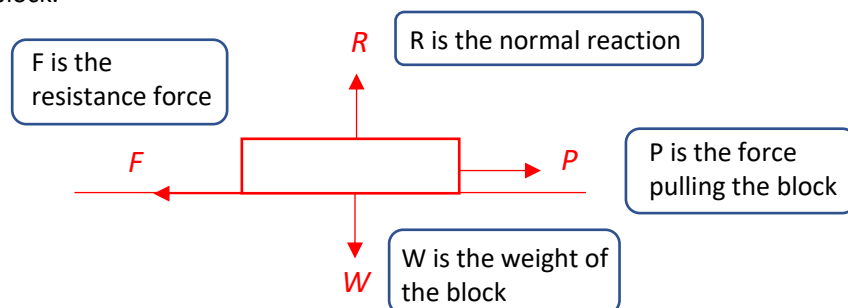 block.
R
R is the normal reaction
F is the
resistance force
F
P
P is the force
pulling the block
W
W is the weight of
the block